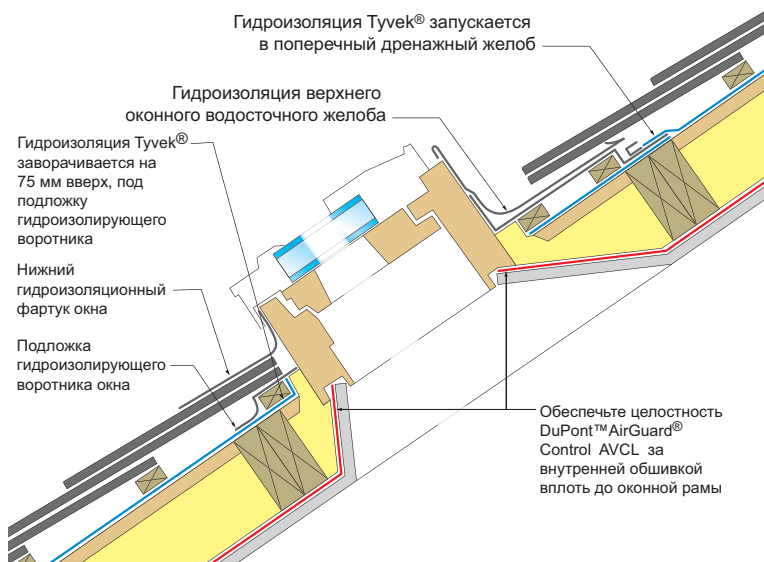 Гидроизоляция Tyvek® запускается
в поперечный дренажный желоб
Гидроизоляция верхнего
оконного водосточного желоба
Гидроизоляция Tyvek®
заворачивается на
75 мм вверх, под
подложку
гидроизолирующего
воротника
Нижний
гидроизоляционный
фартук окна
Подложка
гидроизолирующего
воротника окна
Обеспечьте целостность
DuPont™AirGuard®
Control AVCL за
внутренней обшивкой
вплоть до оконной рамы